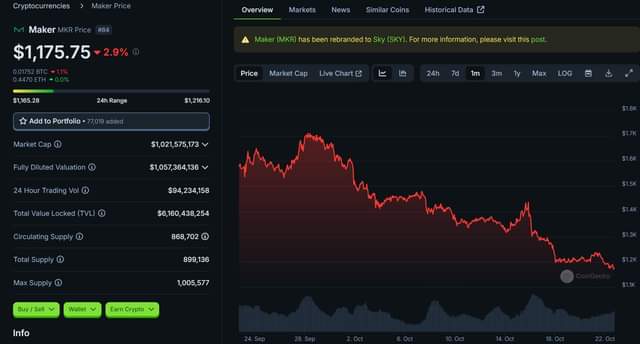 Cryptocurrencies > Maker Price
Maker MKR Price #84
$1,175.75 2.9%
0.01752 BTC 1.1%
0.4470 ETH 0.0%
$1,165.28 24h Range $1,216.10
Add to Portfolio • 77,019 added
Market Cap $1,021,575,173
Fully Diluted Valuation $1,057,364,136
24 Hour Trading Vol $94,234,158
Total Value Locked (TVL) $6,160,438,254
Circulating Supply 868,702
Total Supply 899,136
Max Supply 1,005,577
Buy / Sell Wallet Earn Crypto
Info
Overview Markets News Similar Coins Historical Data
Maker (MKR) has been rebranded to Sky (SKY). For more information, please visit this post.
Price Market Cap Live Chart 24h 7d 1m 3m 1y Max LOG
$1.8K
$1.7K
$1.6K
$1.5K
$1.4K
$1.3K
$1.2K
$1.1K
CoinGecko
24. Sep 28. Sep 2. Oct 6. Oct 10. Oct 14. Oct 18. Oct 22. Oct